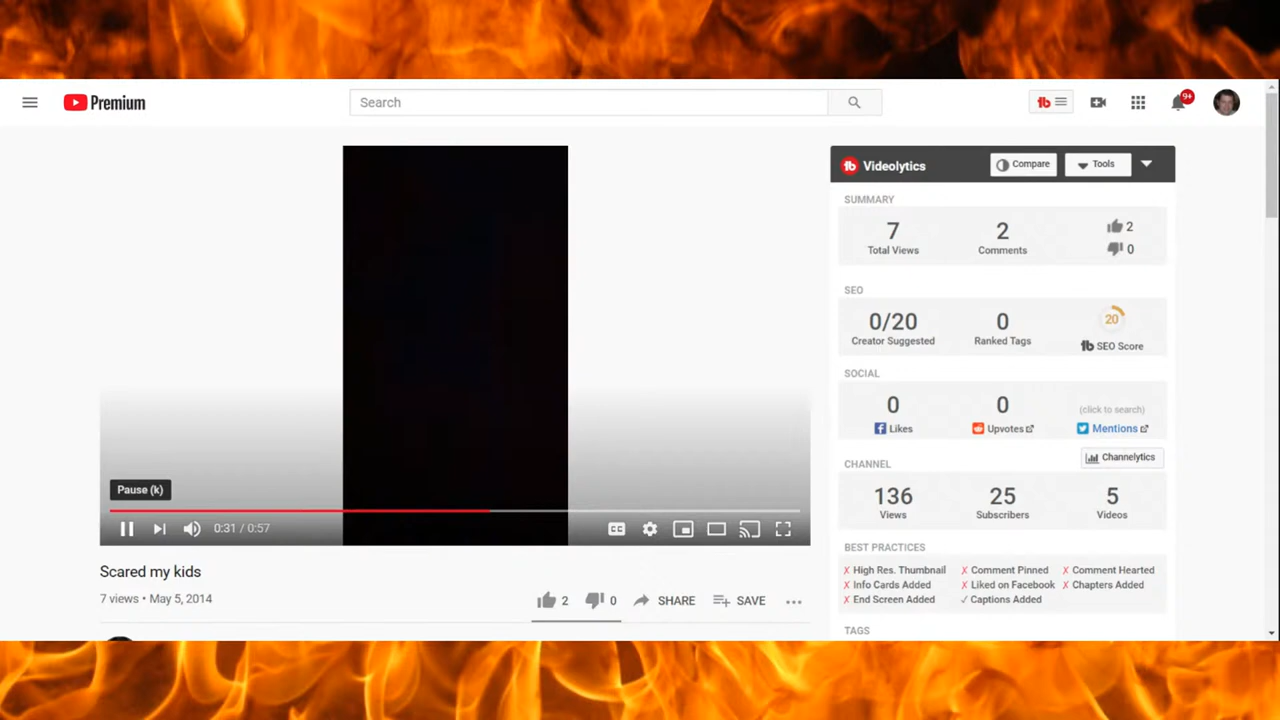 Premium
Search
9+
Videolytics
Compare
Tools
SUMMARY
7
Total Views
2
Comments
2
0
SEO
0/20
Creator Suggested
0
Ranked Tags
20
SEO Score
SOCIAL
0
Likes
0
Upvotes
(click to search)
Mentions
CHANNEL
Channelytics
136
Views
25
Subscribers
5
Videos
BEST PRACTICES
✗ High Res. Thumbnail
✗ Comment Pinned
✗ Comment Hearted
✗ Info Cards Added
✗ Liked on Facebook
✗ Chapters Added
✗ End Screen Added
✓ Captions Added
TAGS
Pause (k)
0:31 / 0:57
CC
Scared my kids
7 views • May 5, 2014
2
0
SHARE
SAVE